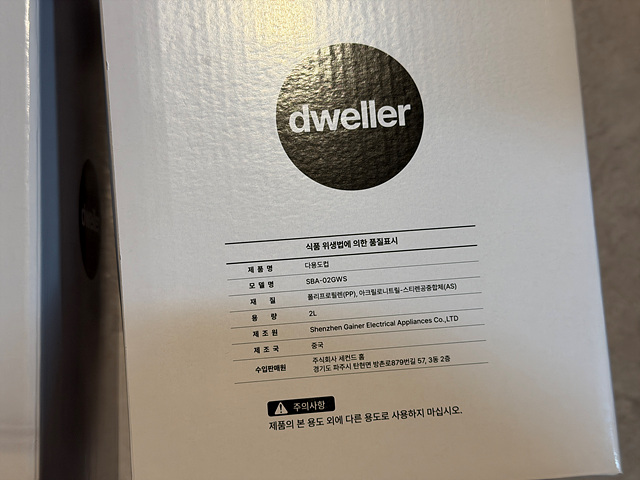 dweller
식품 위생법에 의한 품질표시
제 품 명 다용도컵
모 델 명 SBA-02GWS
재 질 폴리프로필렌(PP), 아크릴로니트릴-스티렌공중합체(AS)
용 량 2L
제 조 원 Shenzhen Gainer Electrical Appliances Co.,LTD
제 조 국 중국
수입판매원 주식회사 세컨드 홈
경기도 파주시 탄현면 방촌로879번길 57, 3동 2층
주의사항
제품의 본 용도 외에 다른 용도로 사용하지 마십시오.
dweller